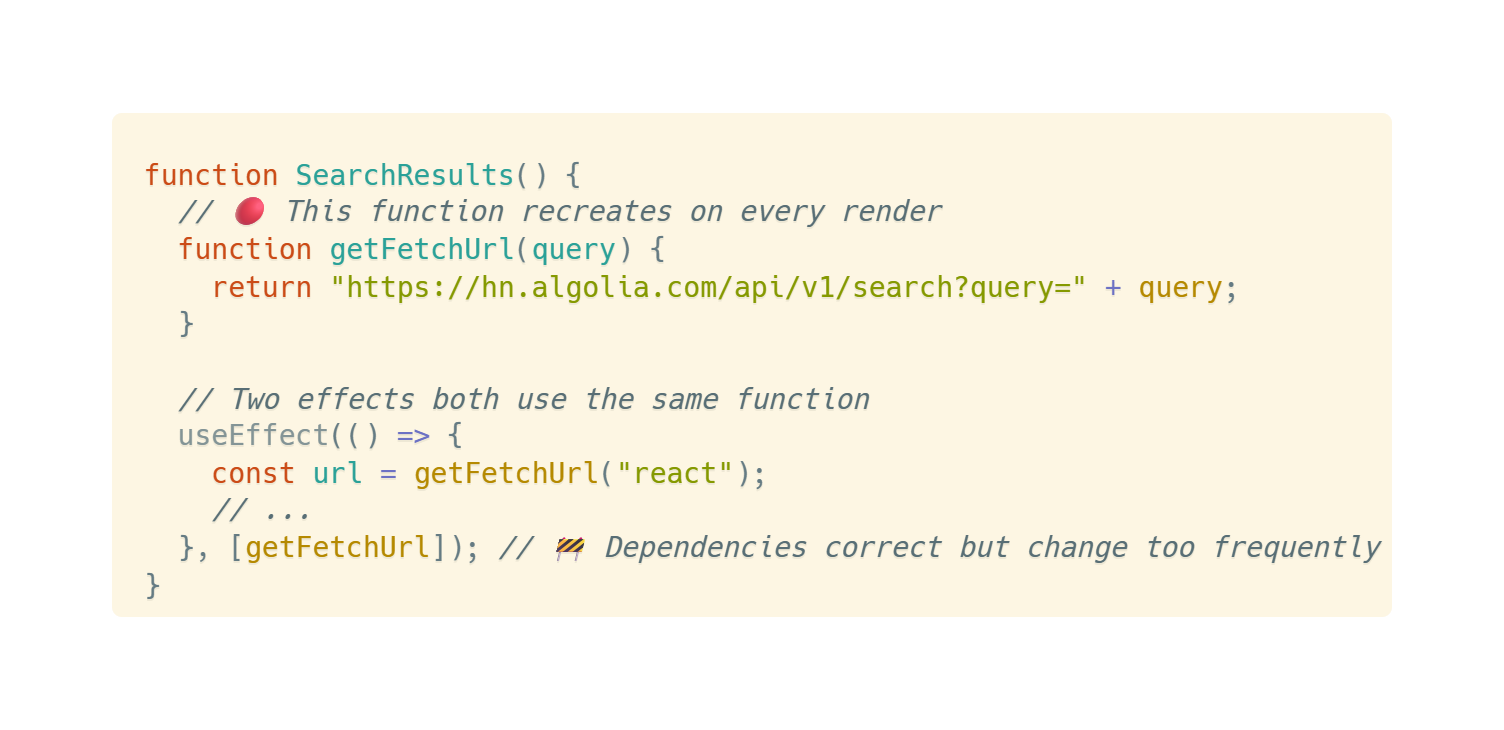 function SearchResults() {
  // 🔴 This function recreates on every render
  function getFetchUrl(query) {
    return "https://hn.algolia.com/api/v1/search?query=" + query;
  }

  // Two effects both use the same function
  useEffect(() => {
    const url = getFetchUrl("react");
    // ...
  }, [getFetchUrl]); // 🚧 Dependencies correct but change too frequently
}